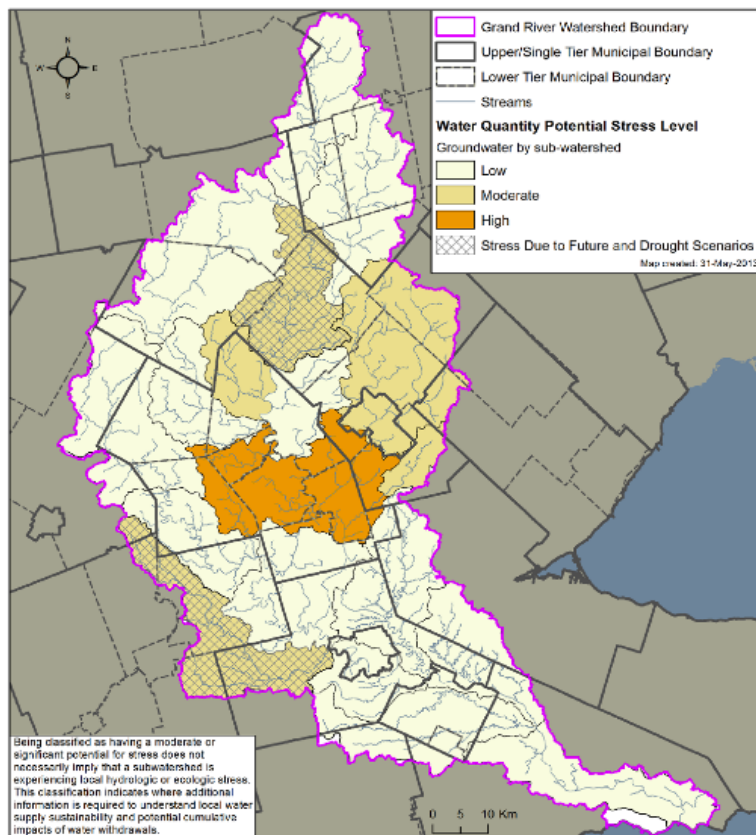 N
W E
S
Grand River Watershed Boundary
Upper/Single Tier Municipal Boundary
Lower Tier Municipal Boundary
Streams
Water Quantity Potential Stress Level
Groundwater by sub-watershed
Low
Moderate
High
Stress Due to Future and Drought Scenarios
Map created: 31-May-2013
Being classified as having a moderate or
significant potential for stress does not
necessarily imply that a subwatershed is
experiencing local hydrologic or ecologic stress.
This classification indicates where additional
information is required to understand local water
supply sustainability and potential cumulative
impacts of water withdrawals.
0 5 10 Km